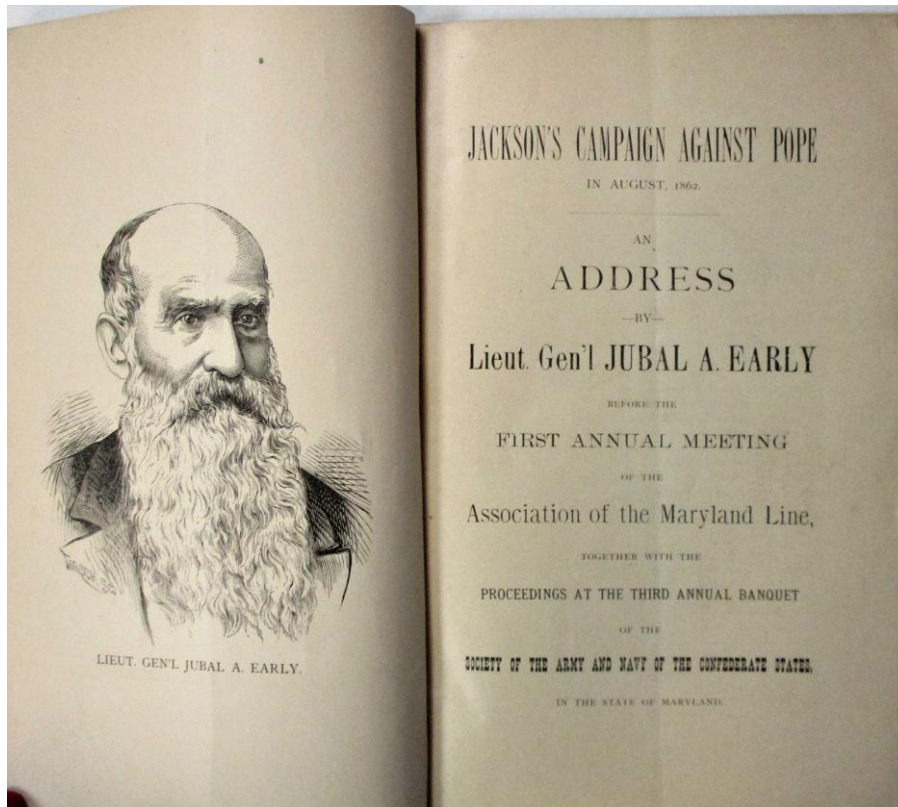 LIEUT. GEN'L JUBAL A. EARLY.
JACKSON'S CAMPAIGN AGAINST POPE
IN AUGUST, 1862.
AN
ADDRESS
—BY—
Lieut. Gen'l JUBAL A. EARLY
BEFORE THE
FIRST ANNUAL MEETING
OF THE
Association of the Maryland Line,
TOGETHER WITH THE
PROCEEDINGS AT THE THIRD ANNUAL BANQUET
OF THE
SOCIETY OF THE ARMY AND NAVY OF THE CONFEDERATE STATES,
IN THE STATE OF MARYLAND.